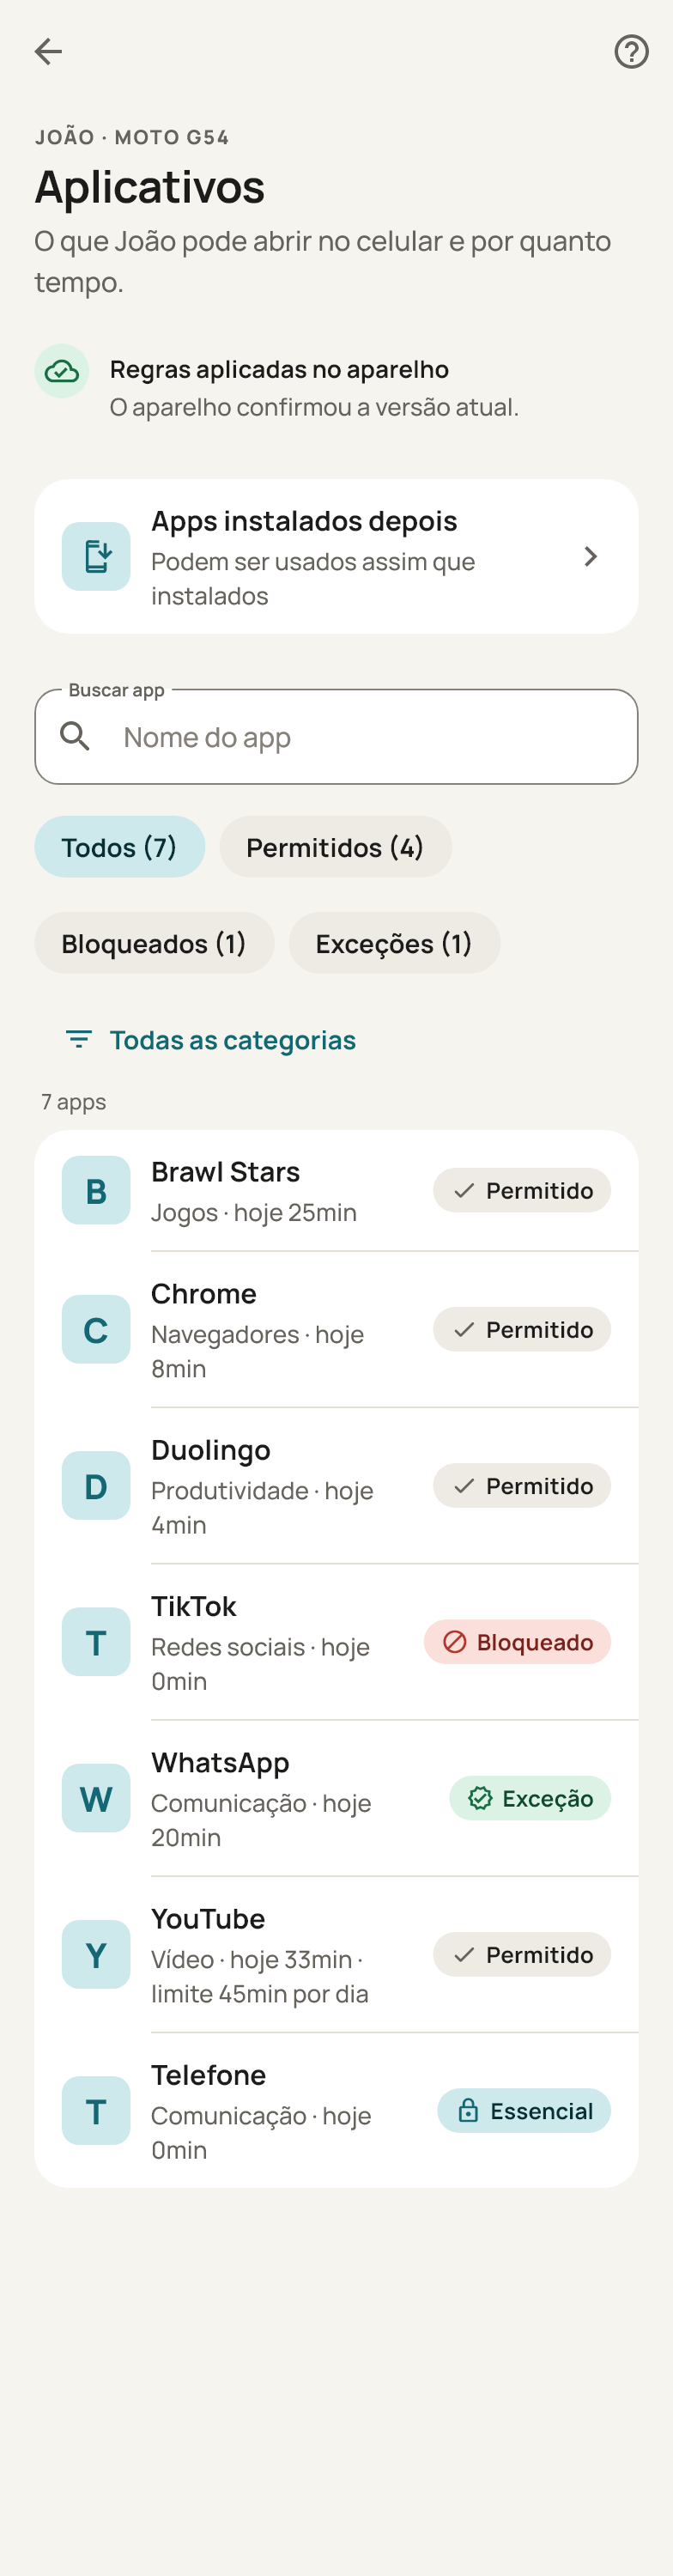 JOÃO · MOTO G54
Aplicativos
O que João pode abrir no celular e por quanto
tempo.
Regras aplicadas no aparelho
O aparelho confirmou a versão atual.
Apps instalados depois
Podem ser usados assim que
instalados
Buscar app
Nome do app
Todos (7)
Permitidos (4)
Bloqueados (1)
Exceções (1)
Todas as categorias
7 apps
B
Brawl Stars
Jogos · hoje 25min
Permitido
C
Chrome
Navegadores · hoje
8min
Permitido
D
Duolingo
Produtividade · hoje
4min
Permitido
T
TikTok
Redes sociais · hoje
0min
Bloqueado
W
WhatsApp
Comunicação · hoje
20min
Exceção
Y
YouTube
Vídeo · hoje 33min ·
limite 45min por dia
Permitido
T
Telefone
Comunicação · hoje
0min
Essencial